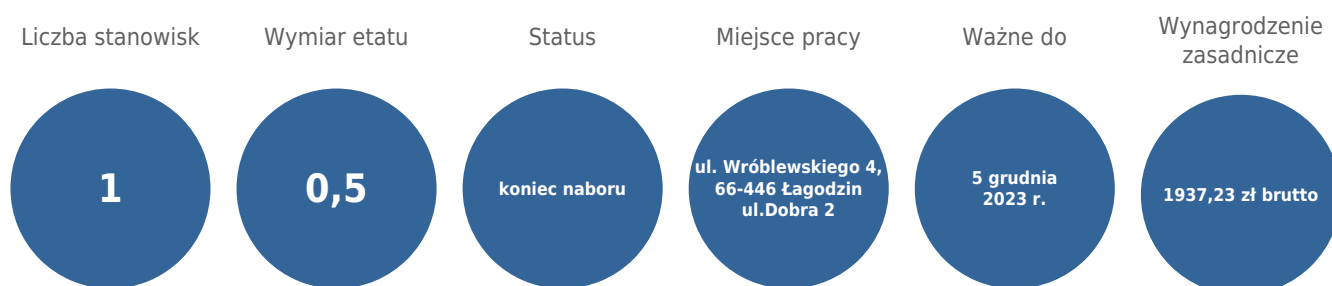 Liczba stanowisk
1
Wymiar etatu
0,5
Status
koniec naboru
Miejsce pracy
ul. Wróblewskiego 4,
66-446 Łagodzin
ul.Dobra 2
Ważne do
5 grudnia
2023 r.
Wynagrodzenie
zasadnicze
1937,23 zł brutto